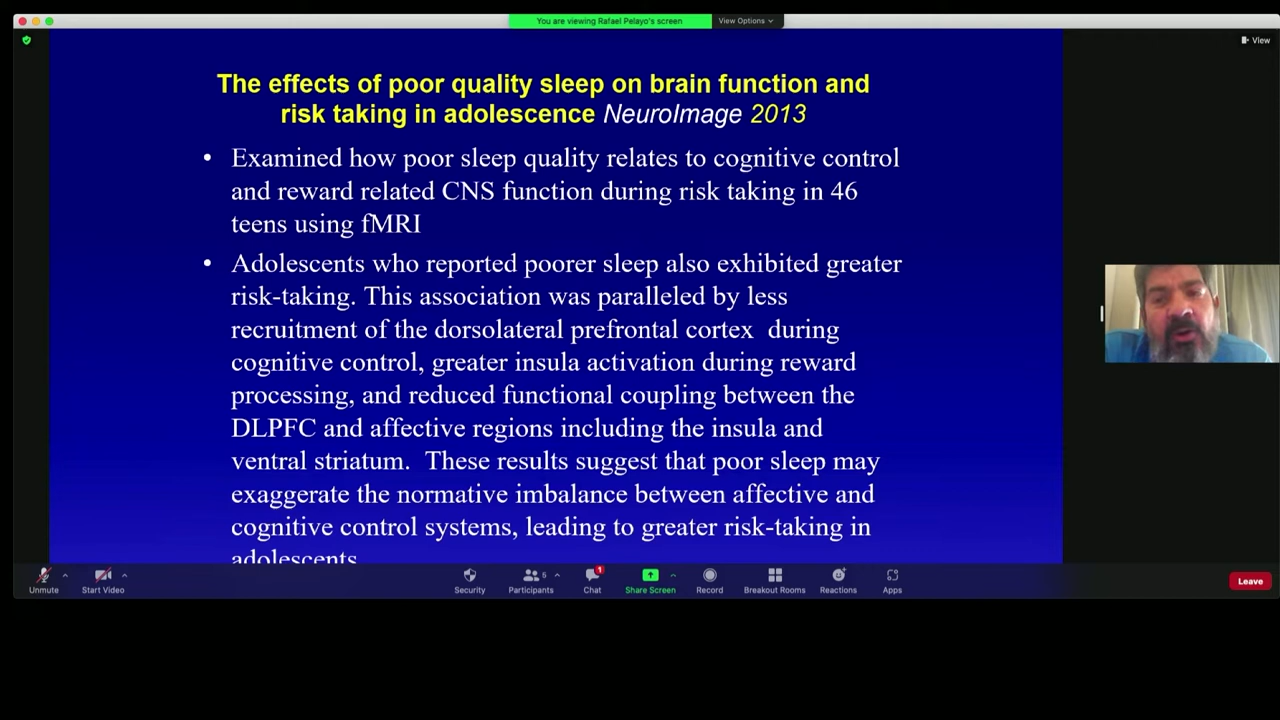 You are viewing Rafael Pelayo's screen
View Options
View
The effects of poor quality sleep on brain function and
risk taking in adolescence NeuroImage 2013
• Examined how poor sleep quality relates to cognitive control
and reward related CNS function during risk taking in 46
teens using fMRI
• Adolescents who reported poorer sleep also exhibited greater
risk-taking. This association was paralleled by less
recruitment of the dorsolateral prefrontal cortex during
cognitive control, greater insula activation during reward
processing, and reduced functional coupling between the
DLPFC and affective regions including the insula and
ventral striatum. These results suggest that poor sleep may
exaggerate the normative imbalance between affective and
cognitive control systems, leading to greater risk-taking in
adolescents
Unmute
Start Video
Security
Participants
Chat
1
Share Screen
Record
Breakout Rooms
Reactions
Apps
Leave